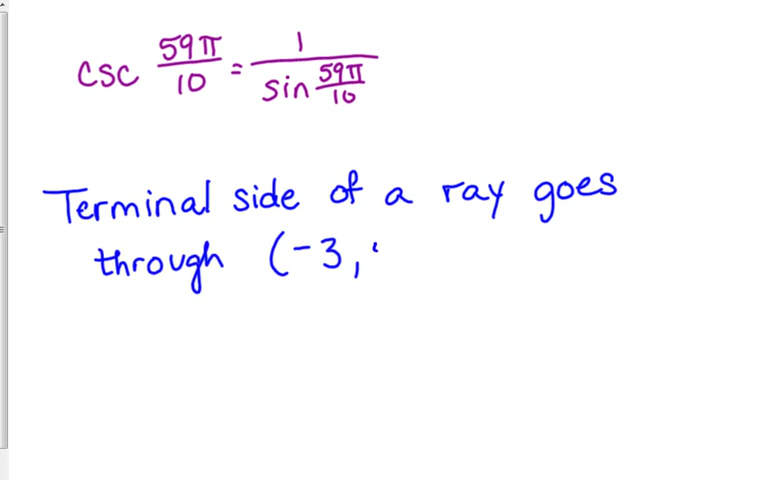 csc 59π/10 = 1/(sin 59π/10)
Terminal side of a ray goes
through (-3,